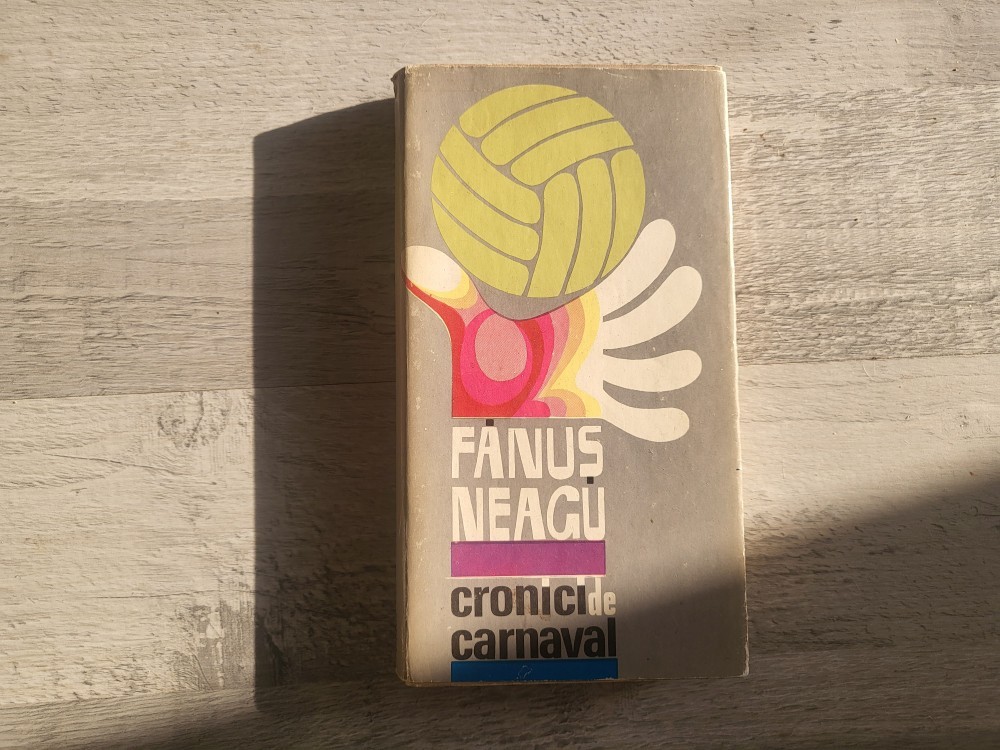 FĂNUȘ
NEAGU
cronici de
carnaval